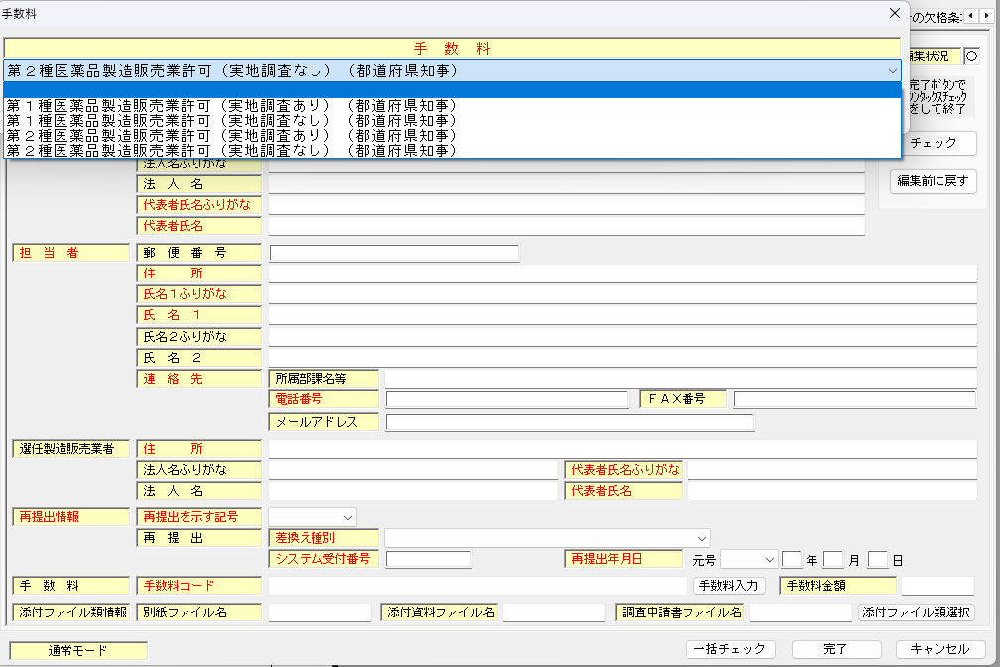 手数料
の欠格条
手 数 料
第２種医薬品製造販売業許可（実地調査なし）（都道府県知事）
第１種医薬品製造販売業許可（実地調査あり）（都道府県知事）
第１種医薬品製造販売業許可（実地調査なし）（都道府県知事）
第２種医薬品製造販売業許可（実地調査あり）（都道府県知事）
第２種医薬品製造販売業許可（実地調査なし）（都道府県知事）
集状況 ○
完了ﾎﾞﾀﾝで
ﾝﾀｯｸｽﾁｪｯｸ
をして終了
チェック
編集前に戻す
法人名ふりがな
法 人 名
代表者氏名ふりがな
代表者氏名
担 当 者 郵 便 番 号
住 所
氏名１ふりがな
氏 名 １
氏名２ふりがな
氏 名 ２
連 絡 先 所属部課名等
電話番号 ＦＡＸ番号
メールアドレス
選任製造販売業者 住 所
法人名ふりがな 代表者氏名ふりがな
法 人 名 代表者氏名
再提出情報 再提出を示す記号
再 提 出 差換え種別
システム受付番号 再提出年月日 元号 年 月 日
手 数 料 手数料コード 手数料入力 手数料金額
添付ファイル類情報 別紙ファイル名 添付資料ファイル名 調査申請書ファイル名 添付ファイル類選択
通常モード 一括チェック 完了 キャンセル